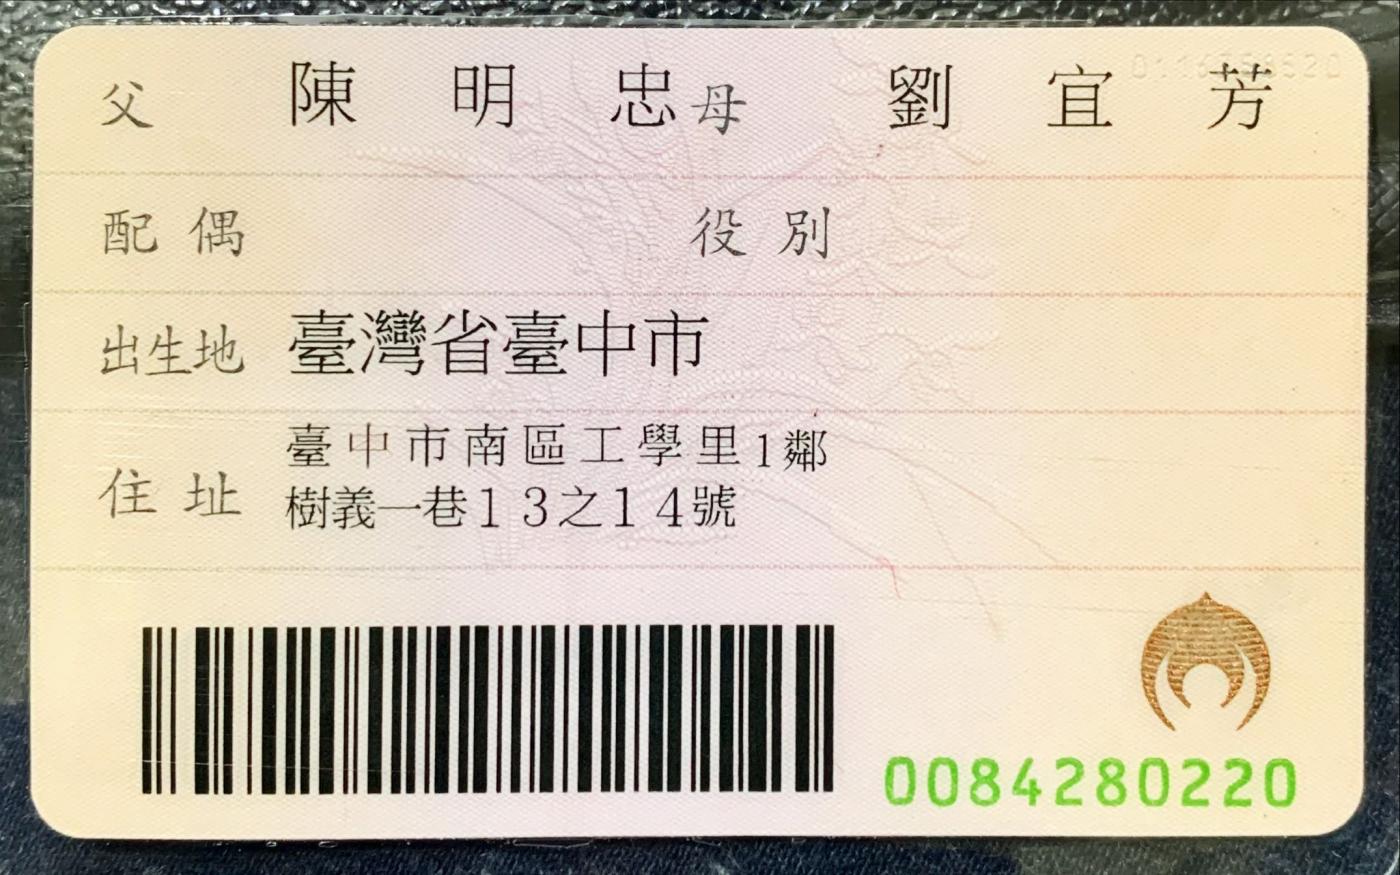 父 陳明忠 母 劉宜芳
配偶 役別
出生地 臺灣省臺中市
住址 臺中市南區工學里1鄰
樹義一巷13之14號
0084280220